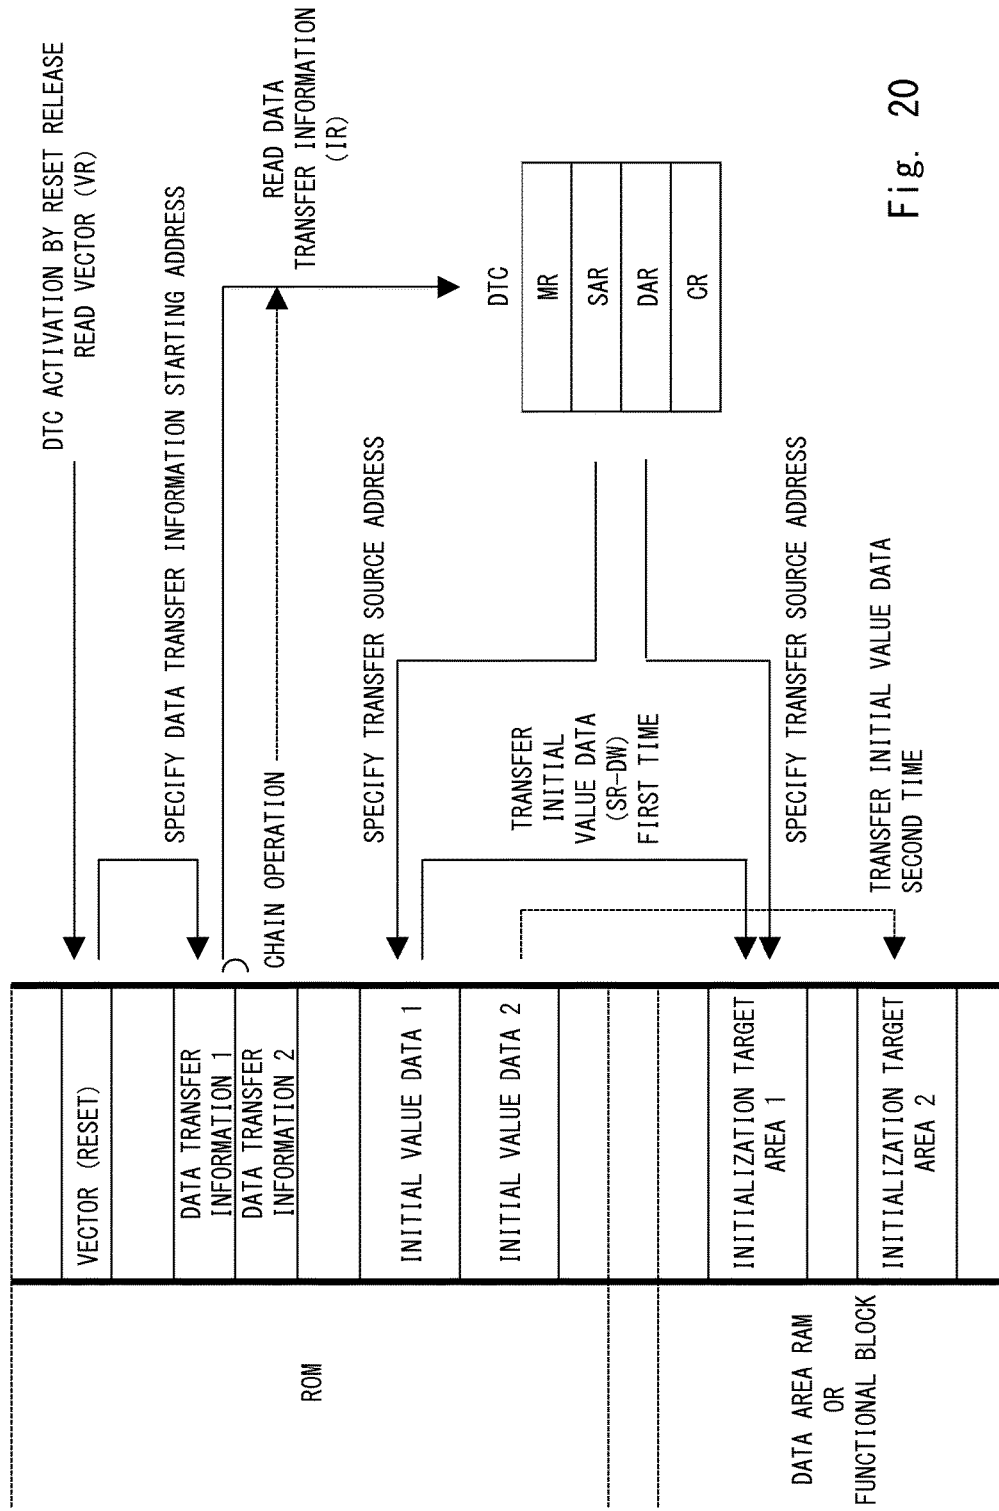 DTC ACTIVATION BY RESET RELEASE
READ VECTOR (VR)
SPECIFY DATA TRANSFER INFORMATION STARTING ADDRESS
READ DATA
TRANSFER INFORMATION
(IR)
CHAIN OPERATION
DTC
MR
SAR
DAR
CR
SPECIFY TRANSFER SOURCE ADDRESS
TRANSFER
INITIAL
VALUE DATA
(SR-DW)
FIRST TIME
SPECIFY TRANSFER SOURCE ADDRESS
TRANSFER INITIAL VALUE DATA
SECOND TIME
VECTOR (RESET)
DATA TRANSFER
INFORMATION 1
DATA TRANSFER
INFORMATION 2
INITIAL VALUE DATA 1
INITIAL VALUE DATA 2
INITIALIZATION TARGET
AREA 1
INITIALIZATION TARGET
AREA 2
ROM
DATA AREA RAM
OR
FUNCTIONAL BLOCK
Fig. 20